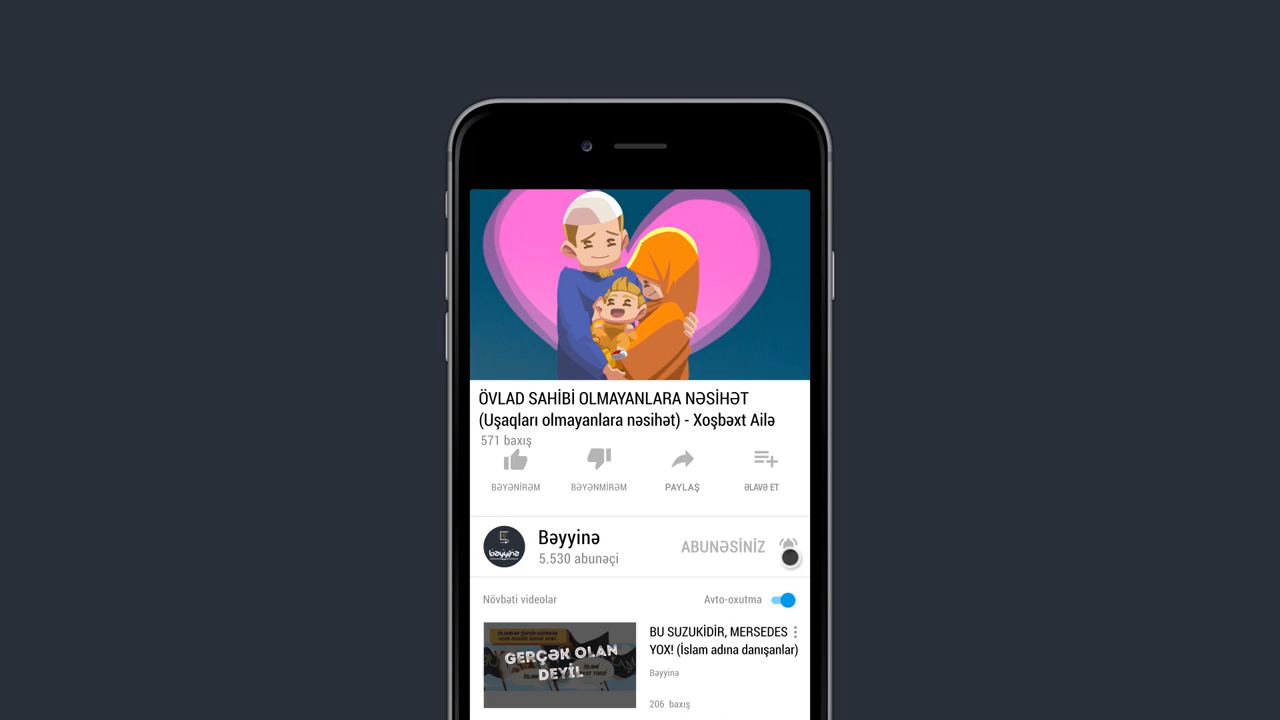 ÖVLAD SAHİBİ OLMAYANLARA NƏSİHƏT
(Uşaqları olmayanlara nəsihət) - Xoşbəxt Ailə
571 baxış
BƏYƏNİRƏM BƏYƏNMİRƏM PAYLAŞ ƏLAVƏ ET
bəyyinə
Bəyyinə
5.530 abunəçi
ABUNƏSİNİZ
Növbəti videolar
Avto-oxutma
GERÇƏK OLAN
DEYİL
BU SUZUKİDİR, MERSEDES
YOX! (İslam adına danışanlar)
Bəyyinə
206 baxış